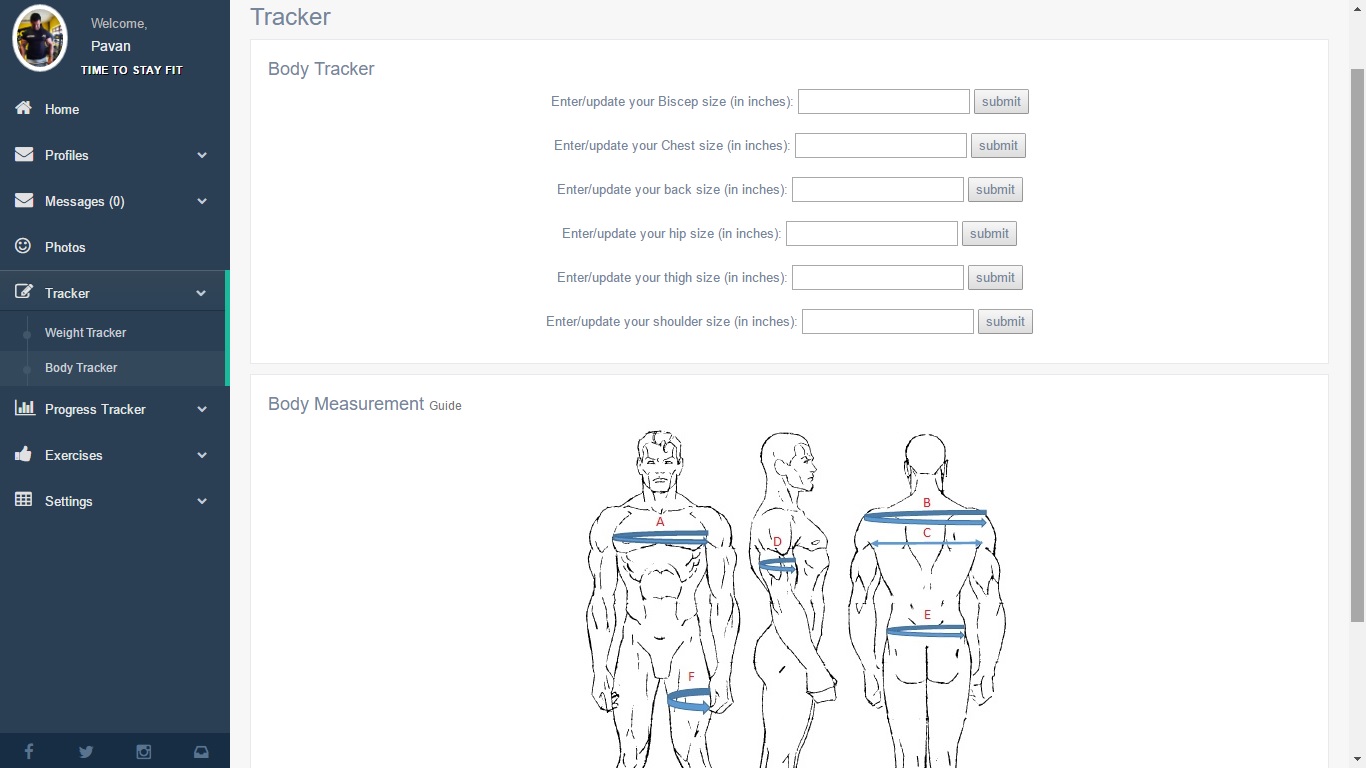 Welcome,
Pavan
TIME TO STAY FIT
Home
Profiles
Messages (0)
Photos
Tracker
Weight Tracker
Body Tracker
Progress Tracker
Exercises
Settings
Tracker
Body Tracker
Enter/update your Biscep size (in inches): submit
Enter/update your Chest size (in inches): submit
Enter/update your back size (in inches): submit
Enter/update your hip size (in inches): submit
Enter/update your thigh size (in inches): submit
Enter/update your shoulder size (in inches): submit
Body Measurement Guide
A
D
B
C
E
F